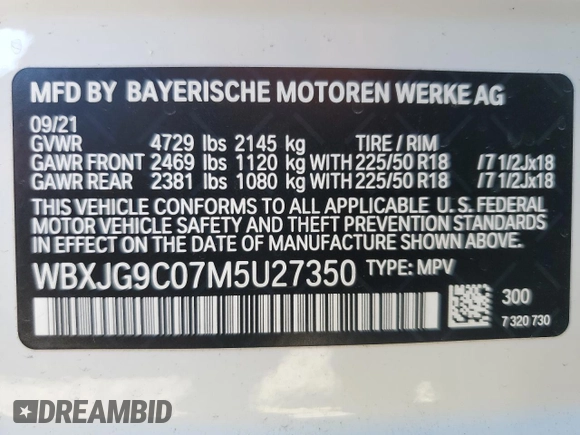 MFD BY BAYERISCHE MOTOREN WERKE AG
09/21
GVWR 4729 lbs 2145 kg TIRE / RIM
GAWR FRONT 2469 lbs 1120 kg WITH 225/50 R18 /7 1/2Jx18
GAWR REAR 2381 lbs 1080 kg WITH 225/50 R18 /7 1/2Jx18
THIS VEHICLE CONFORMS TO ALL APPLICABLE U. S. FEDERAL
MOTOR VEHICLE SAFETY AND THEFT PREVENTION STANDARDS
IN EFFECT ON THE DATE OF MANUFACTURE SHOWN ABOVE.
WBXJG9C07M5U27350 TYPE: MPV
300
7 320 730
DREAMBID